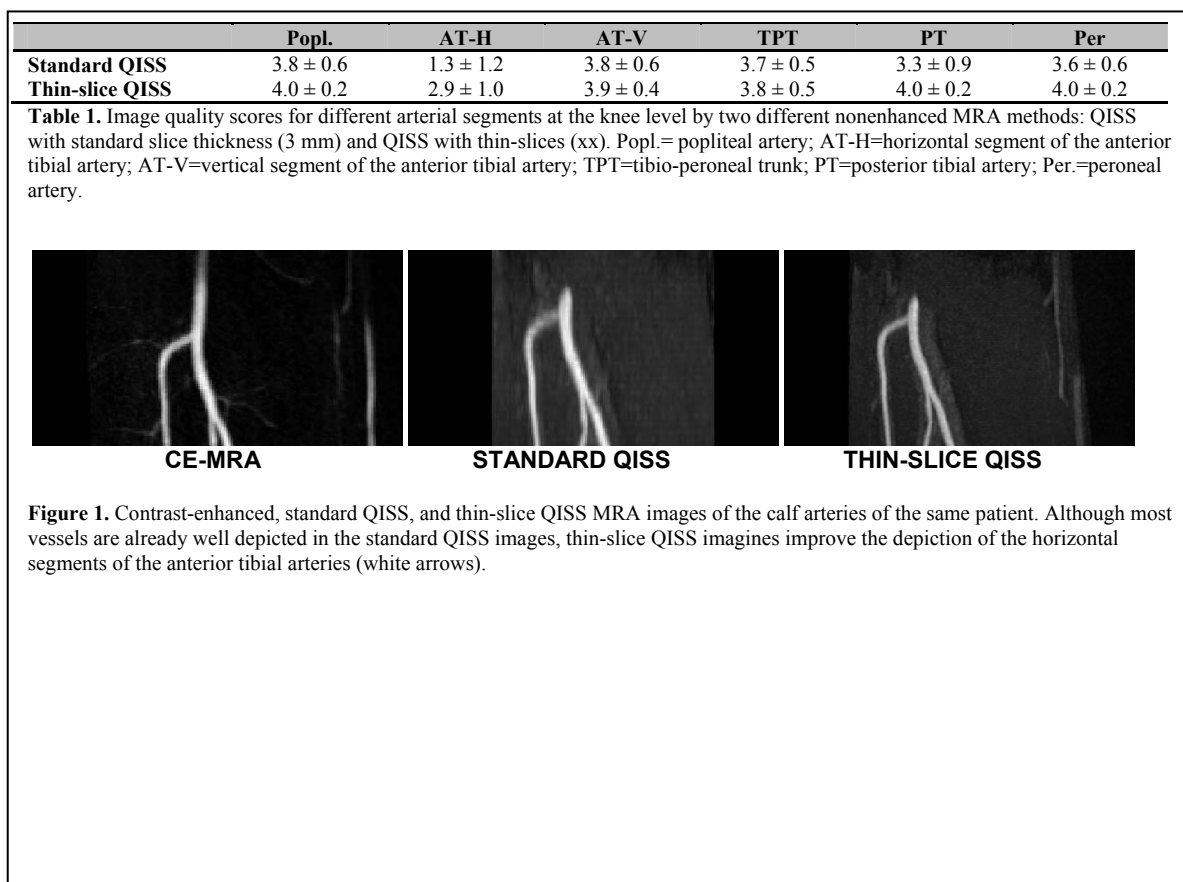 Popl. AT-H AT-V TPT PT Per
Standard QISS 3.8 ± 0.6 1.3 ± 1.2 3.8 ± 0.6 3.7 ± 0.5 3.3 ± 0.9 3.6 ± 0.6
Thin-slice QISS 4.0 ± 0.2 2.9 ± 1.0 3.9 ± 0.4 3.8 ± 0.5 4.0 ± 0.2 4.0 ± 0.2
Table 1. Image quality scores for different arterial segments at the knee level by two different nonenhanced MRA methods: QISS
with standard slice thickness (3 mm) and QISS with thin-slices (xx). Popl.= popliteal artery; AT-H=horizontal segment of the anterior
tibial artery; AT-V=vertical segment of the anterior tibial artery; TPT=tibio-peroneal trunk; PT=posterior tibial artery; Per.=peroneal
artery.
CE-MRA STANDARD QISS THIN-SLICE QISS
Figure 1. Contrast-enhanced, standard QISS, and thin-slice QISS MRA images of the calf arteries of the same patient. Although most
vessels are already well depicted in the standard QISS images, thin-slice QISS imagines improve the depiction of the horizontal
segments of the anterior tibial arteries (white arrows).